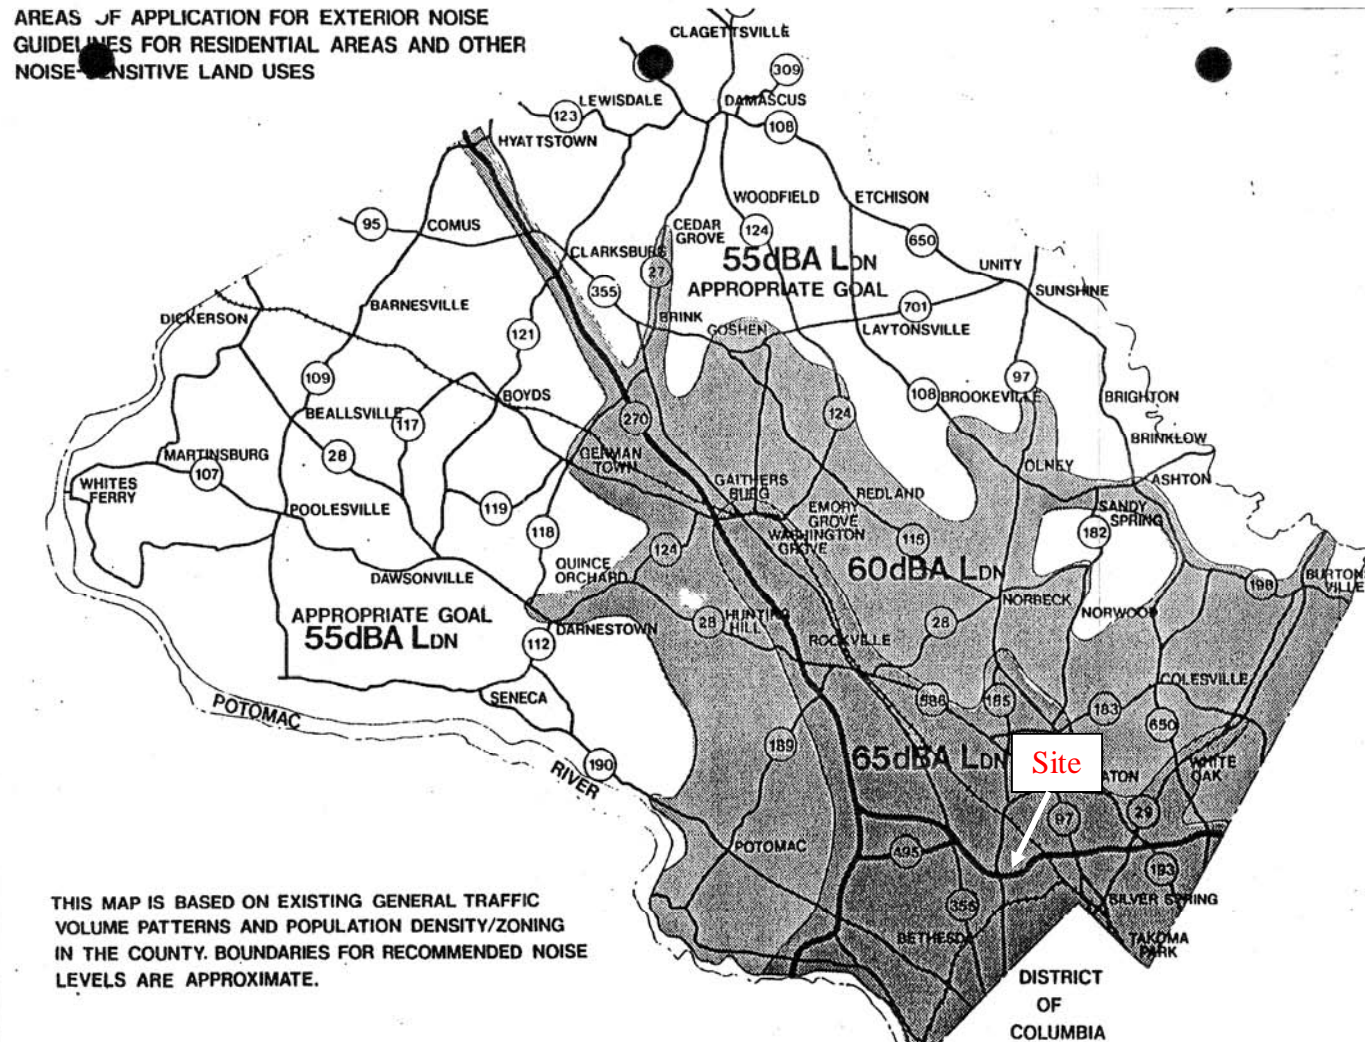 AREAS OF APPLICATION FOR EXTERIOR NOISE
GUIDELINES FOR RESIDENTIAL AREAS AND OTHER
NOISE-SENSITIVE LAND USES
CLAGETTSVILLE
309
LEWISDALE
DAMASCUS
123
108
HYATTSTOWN
WOODFIELD
ETCHISON
95
COMUS
CEDAR
GROVE
124
650
CLARKSBURG
27
55dBA LDN
APPROPRIATE GOAL
UNITY
SUNSHINE
355
BARNESVILLE
DICKERSON
BRINK
GOSHEN
701
LAYTONSVILLE
121
109
97
108
BROOKEVILLE
BRIGHTON
BOYDS
BEALLSVILLE
117
270
124
BRINKLOW
MARTINSBURG
107
28
GERMAN
TOWN
OLNEY
ASHTON
WHITES
FERRY
GAITHERS
BURG
REDLAND
POOLESVILLE
119
118
EMORY
GROVE
WASHINGTON
GROVE
SANDY
SPRING
182
115
124
QUINCE
ORCHARD
DAWSONVILLE
60dBA LDN
198
BURTONS
VILLE
NORBECK
NORWOOD
APPROPRIATE GOAL
55dBA LDN
DARNESTOWN
112
28
HUNTING
HILL
28
ROCKVILLE
SENECA
COLESVILLE
586
185
183
650
POTOMAC
RIVER
190
189
65dBA LDN
Site
EATON
WHITE
OAK
97
29
POTOMAC
495
193
355
SILVER SPRING
BETHESDA
TAKOMA
PARK
THIS MAP IS BASED ON EXISTING GENERAL TRAFFIC
VOLUME PATTERNS AND POPULATION DENSITY/ZONING
IN THE COUNTY. BOUNDARIES FOR RECOMMENDED NOISE
LEVELS ARE APPROXIMATE.
DISTRICT
OF
COLUMBIA